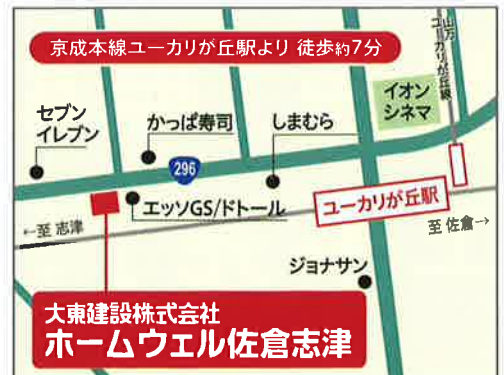 京成本線ユーカリが丘駅より 徒歩約7分
山万
ユーカリが丘線
イオン
シネマ
セブン
イレブン
かっぱ寿司
しまむら
296
エッソGS/ドトール
ユーカリが丘駅
←至 志津
至 佐倉→
ジョナサン
大東建設株式会社
ホームウェル佐倉志津